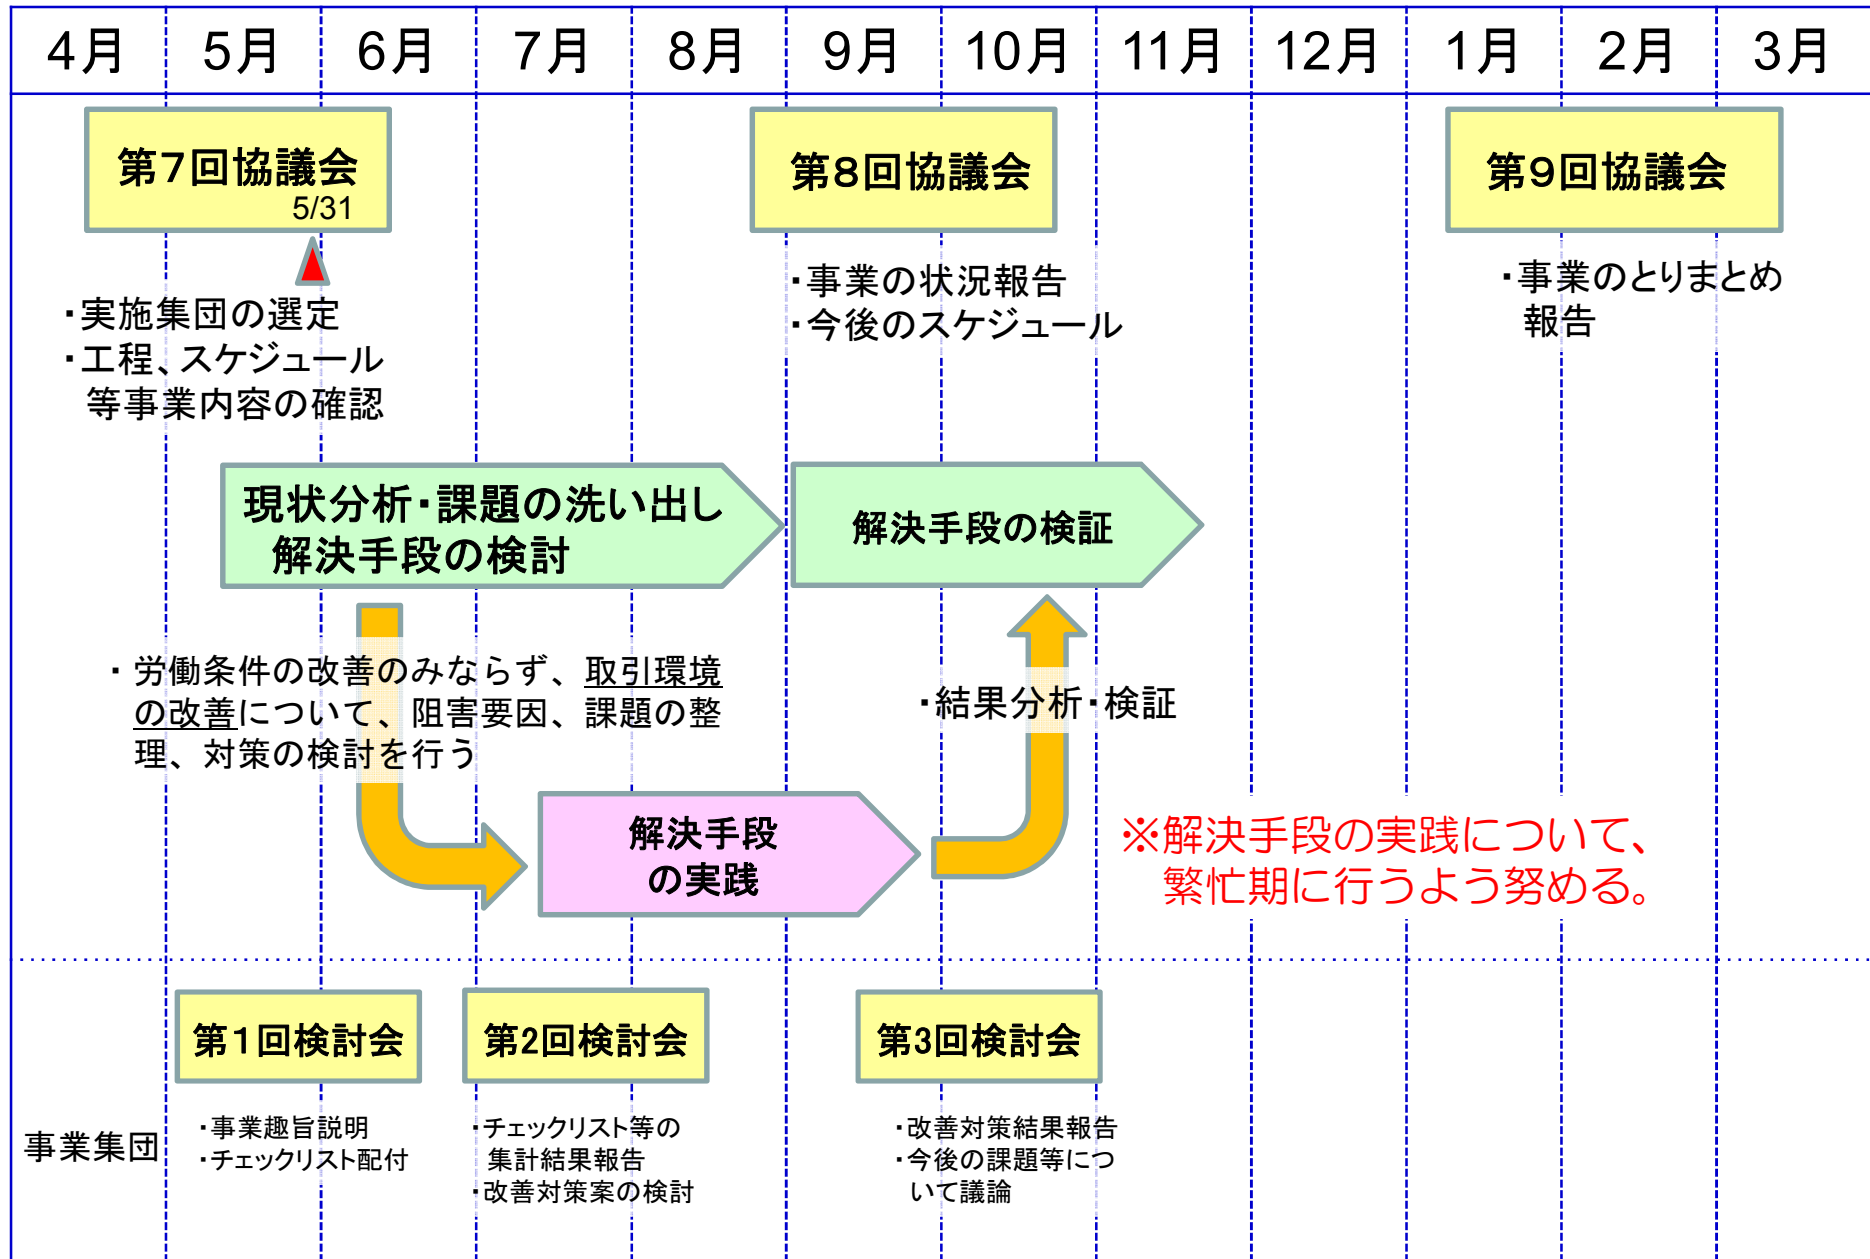 4月 5月 6月 7月 8月 9月 10月 11月 12月 1月 2月 3月
第7回協議会
5/31
・実施集団の選定
・工程、スケジュール
等事業内容の確認
第8回協議会
・事業の状況報告
・今後のスケジュール
第9回協議会
・事業のとりまとめ
報告
現状分析・課題の洗い出し
解決手段の検討
解決手段の検証
・労働条件の改善のみならず、取引環境
の改善について、阻害要因、課題の整
理、対策の検討を行う
・結果分析・検証
解決手段
の実践
※解決手段の実践について、
繁忙期に行うよう努める。
事業集団
第1回検討会
・事業趣旨説明
・チェックリスト配付
第2回検討会
・チェックリスト等の
集計結果報告
・改善対策案の検討
第3回検討会
・改善対策結果報告
・今後の課題等につ
いて議論